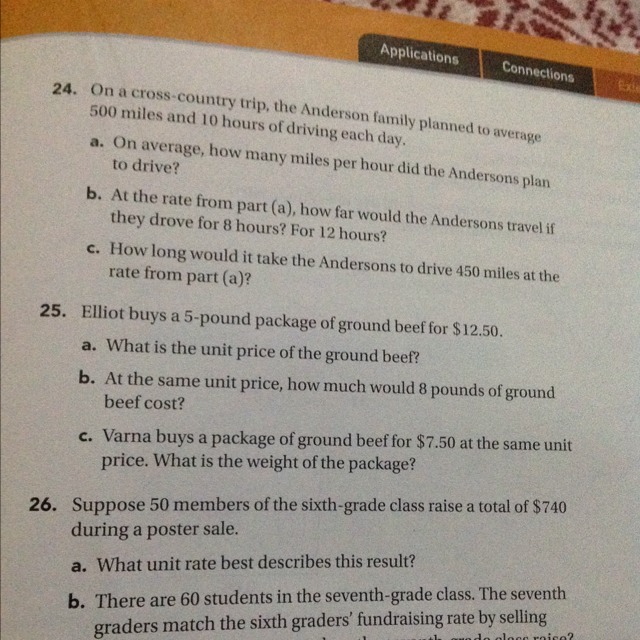 Applications
Connections
24. On a cross-country trip, the Anderson family planned to average
500 miles and 10 hours of driving each day.
a. On average, how many miles per hour did the Andersons plan
to drive?
b. At the rate from part (a), how far would the Andersons travel if
they drove for 8 hours? For 12 hours?
c. How long would it take the Andersons to drive 450 miles at the
rate from part (a)?
25. Elliot buys a 5-pound package of ground beef for $12.50.
a. What is the unit price of the ground beef?
b. At the same unit price, how much would 8 pounds of ground
beef cost?
c. Varna buys a package of ground beef for $7.50 at the same unit
price. What is the weight of the package?
26. Suppose 50 members of the sixth-grade class raise a total of $740
during a poster sale.
a. What unit rate best describes this result?
b. There are 60 students in the seventh-grade class. The seventh
graders match the sixth graders' fundraising rate by selling
grade class raise?